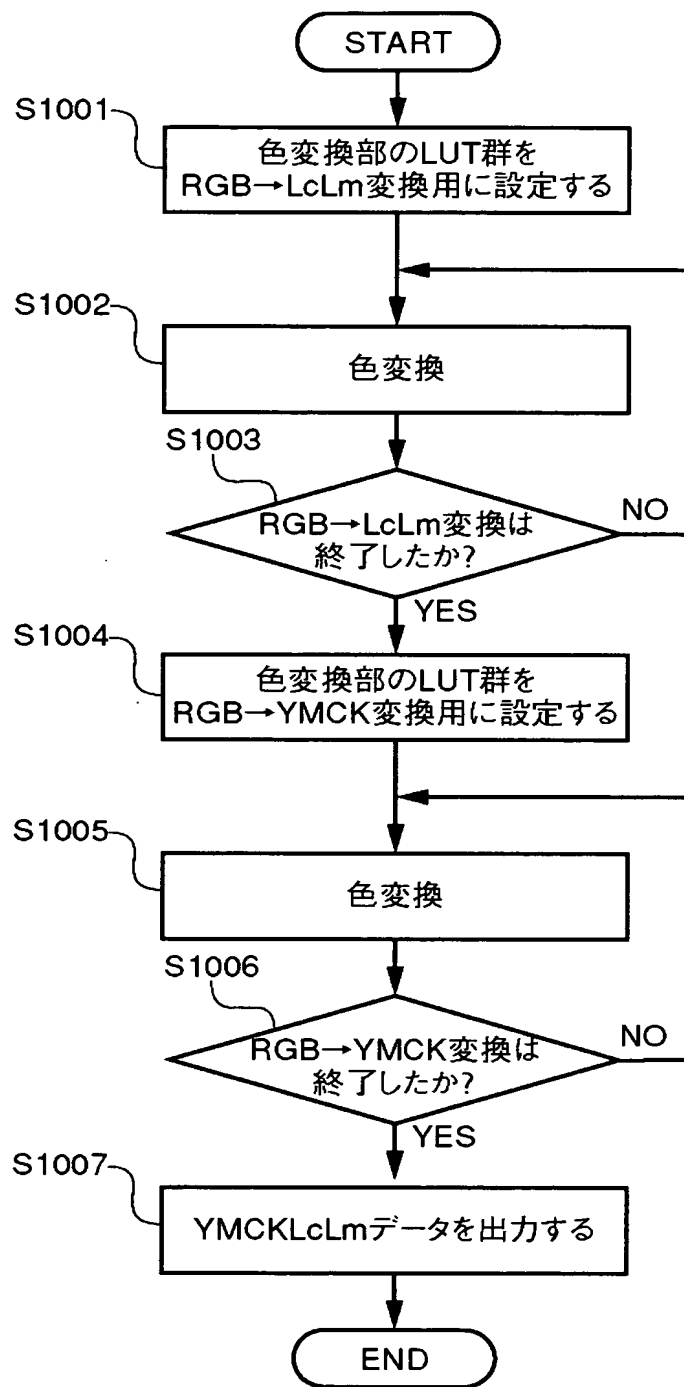 START
S1001
色変換部のLUT群を
RGB→LcLm変換用に設定する
S1002
色変換
S1003
RGB→LcLm変換は
終了したか?
NO
YES
S1004
色変換部のLUT群を
RGB→YMCK変換用に設定する
S1005
色変換
S1006
RGB→YMCK変換は
終了したか?
NO
YES
S1007
YMCKLcLmデータを出力する
END